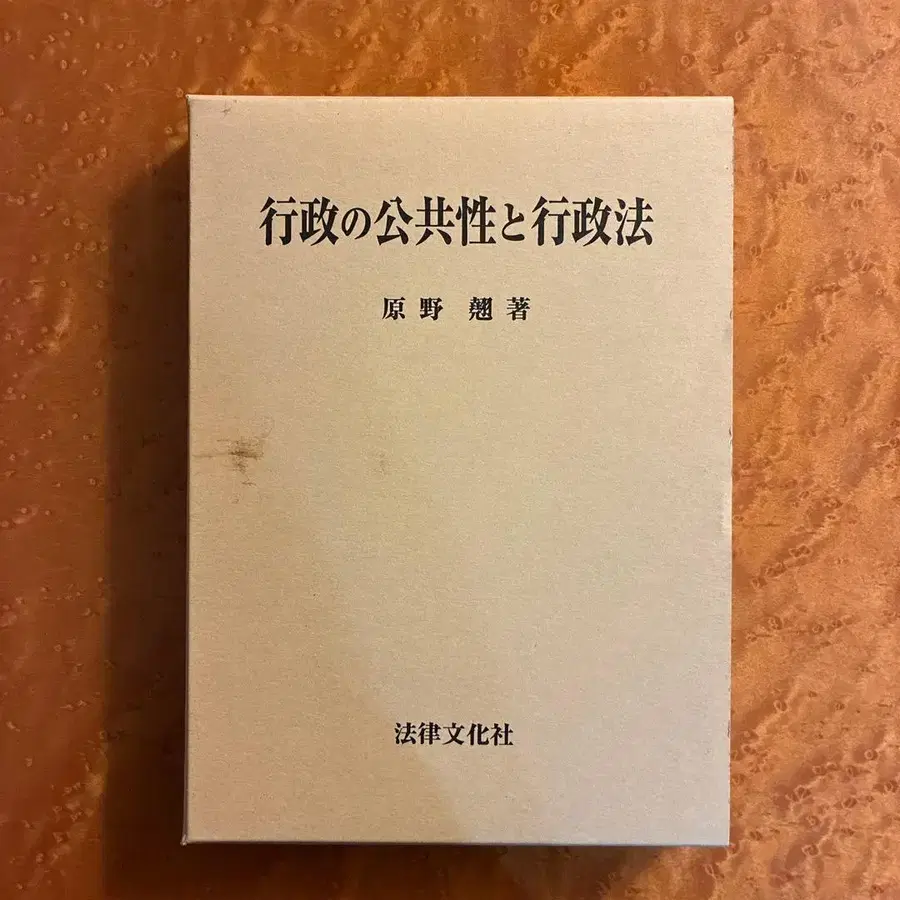 行政の公共性と行政法
原野 翹 著
法律文化社